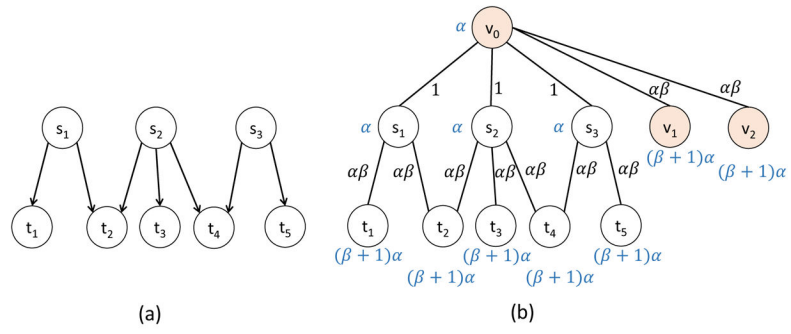 α v₀
1 1 1 αβ αβ
s₁ s₂ s₃ α s₁ α s₂ α s₃ v₁ v₂
(β + 1)α (β + 1)α
αβ αβ αβ αβ αβ αβ αβ
t₁ t₂ t₃ t₄ t₅ t₁ t₂ t₃ t₄ t₅
(β + 1)α (β + 1)α (β + 1)α
(β + 1)α (β + 1)α
(a) (b)